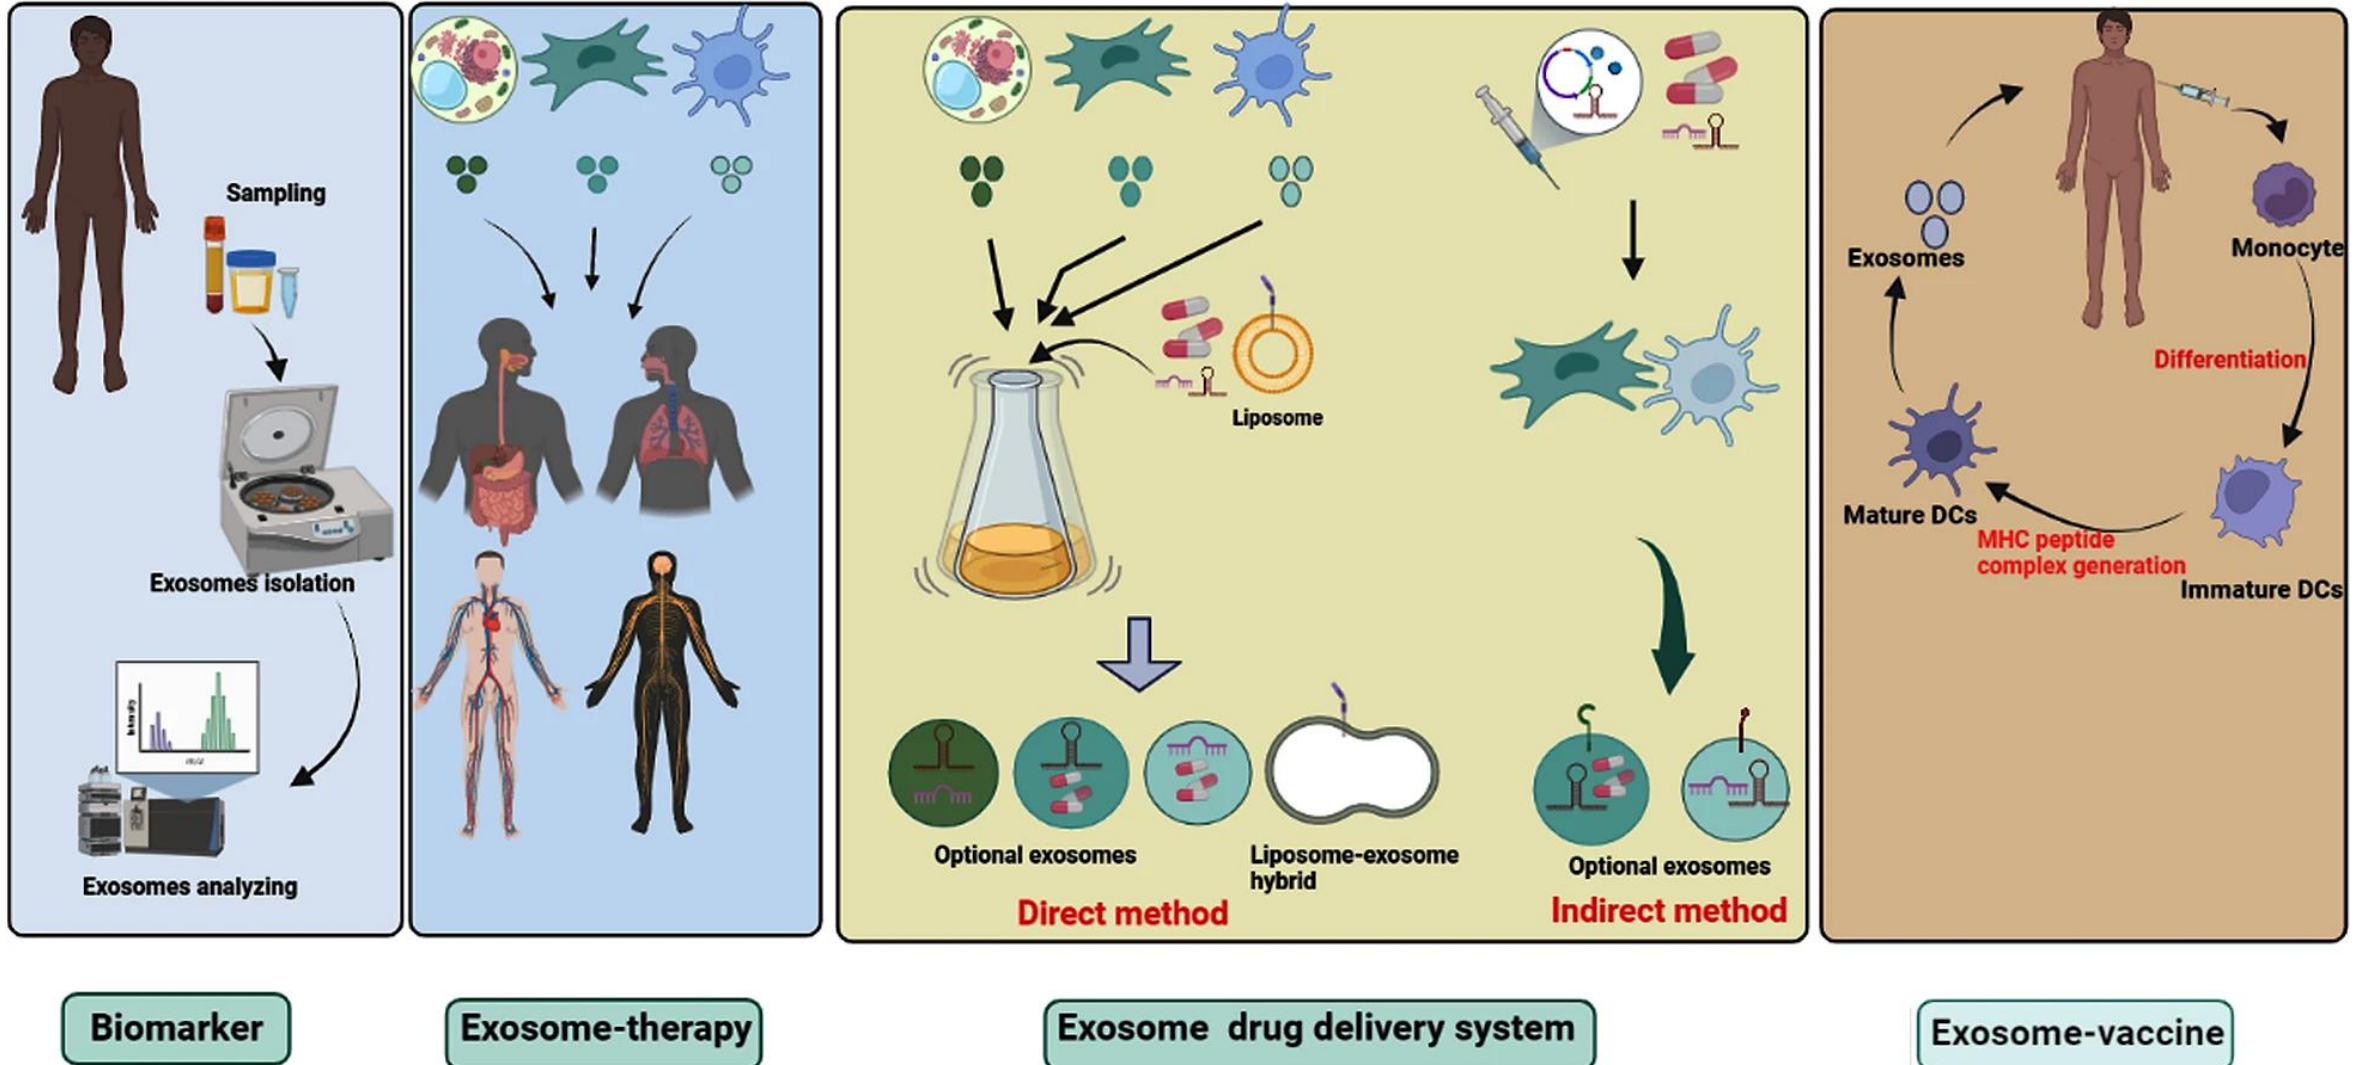 Sampling
Exosomes isolation
Intensity
m/z
Exosomes analyzing
Liposome
Optional exosomes
Liposome-exosome
hybrid
Direct method
Optional exosomes
Indirect method
Exosomes
Monocyte
Differentiation
Mature DCs
MHC peptide
complex generation
Immature DCs
Biomarker
Exosome-therapy
Exosome drug delivery system
Exosome-vaccine